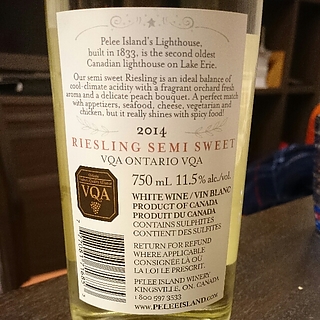 Pelee Island's Lighthouse,
built in 1833, is the second oldest
Canadian lighthouse on Lake Erie.
Our semi sweet Riesling is an ideal balance of
cool-climate acidity with a fragrant orchard fresh
aroma and a delicate peach bouquet. A perfect match
with appetizers, seafood, cheese, vegetarian and
chicken, but it really shines with spicy food!
2014
RIESLING SEMI SWEET
VQA ONTARIO VQA
VQA
750 mL 11.5% alc./vol.
WHITE WINE / VIN BLANC
PRODUCT OF CANADA
PRODUIT DU CANADA
CONTAINS SULPHITES
CONTIENT DES SULFITES
RETURN FOR REFUND
WHERE APPLICABLE
CONSIGNÉE LÀ OÙ
LA LOI LE PRESCRIT.
PELEE ISLAND WINERY
KINGSVILLE, ON. CANADA
1 800 597 3533
WWW.PELEEISLAND.COM